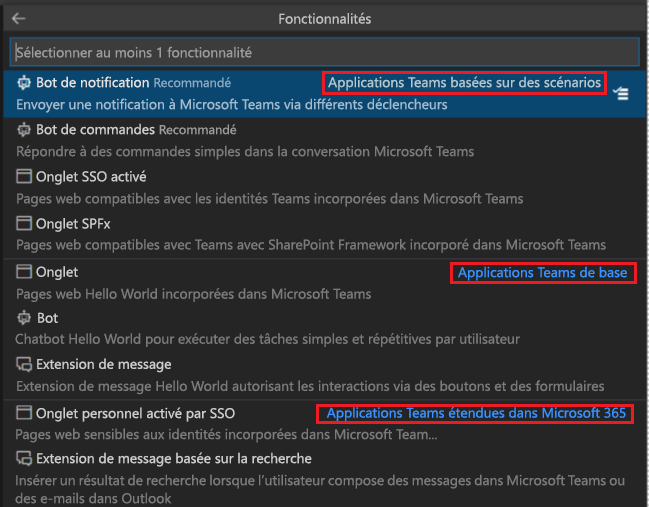 Fonctionnalités
Sélectionner au moins 1 fonctionnalité
Bot de notification Recommandé Applications Teams basées sur des scénarios
Envoyer une notification à Microsoft Teams via différents déclencheurs
Bot de commandes Recommandé
Répondre à des commandes simples dans la conversation Microsoft Teams
Onglet SSO activé
Pages web compatibles avec les identités Teams incorporées dans Microsoft Teams
Onglet SPFx
Pages web compatibles avec Teams avec SharePoint Framework incorporé dans Microsoft Teams
Onglet Applications Teams de base
Pages web Hello World incorporées dans Microsoft Teams
Bot
Chatbot Hello World pour exécuter des tâches simples et répétitives par utilisateur
Extension de message
Extension de message Hello World autorisant les interactions via des boutons et des formulaires
Onglet personnel activé par SSO Applications Teams étendues dans Microsoft 365
Pages web sensibles aux identités incorporées dans Microsoft Team...
Extension de message basée sur la recherche
Insérer un résultat de recherche lorsque l'utilisateur compose des messages dans Microsoft Teams ou
des e-mails dans Outlook